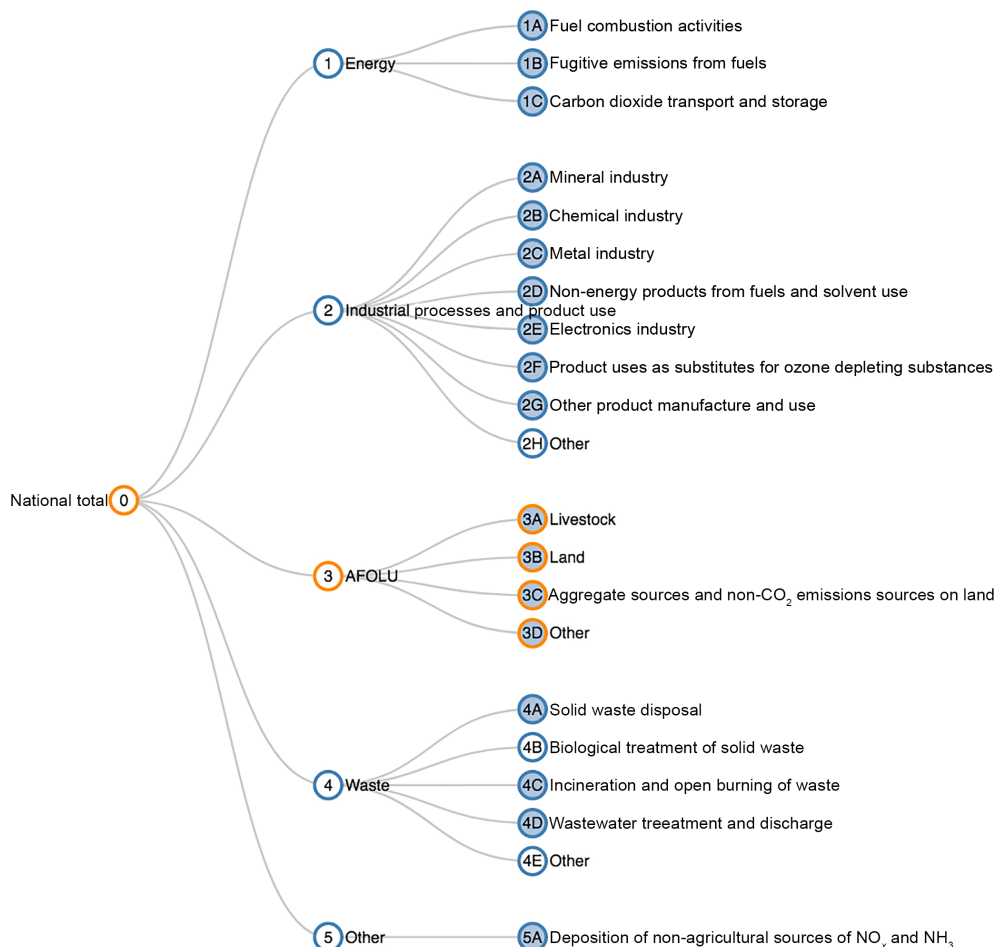 1A Fuel combustion activities
1 Energy
1B Fugitive emissions from fuels
1C Carbon dioxide transport and storage
2A Mineral industry
2B Chemical industry
2C Metal industry
2D Non-energy products from fuels and solvent use
2 Industrial processes and product use
2E Electronics industry
2F Product uses as substitutes for ozone depleting substances
2G Other product manufacture and use
2H Other
National total 0
3A Livestock
3B Land
3 AFOLU
3C Aggregate sources and non-CO₂ emissions sources on land
3D Other
4A Solid waste disposal
4B Biological treatment of solid waste
4 Waste
4C Incineration and open burning of waste
4D Wastewater treeatment and discharge
4E Other
5 Other
5A Deposition of non-agricultural sources of NOₓ and NH₃